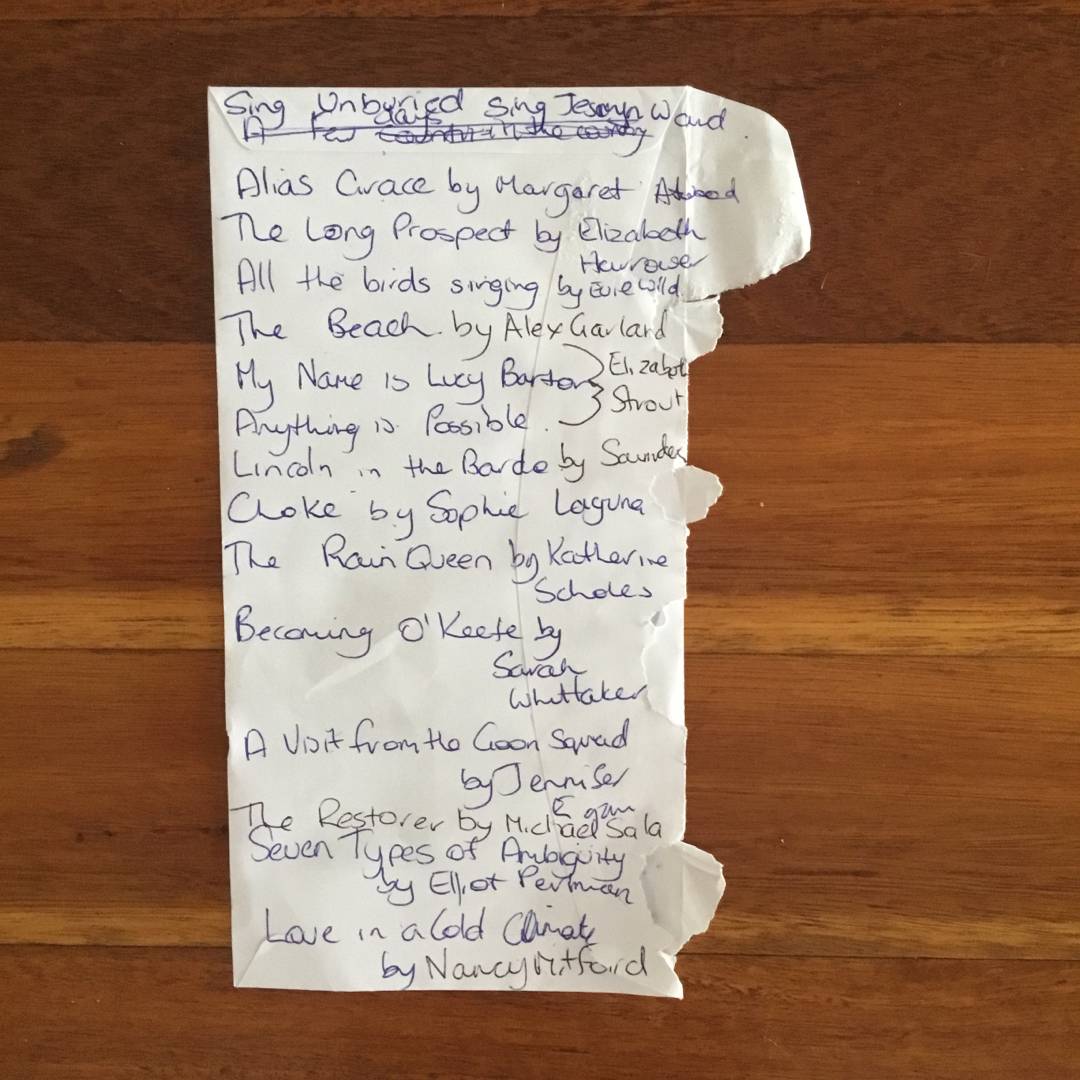 Sing Unburied Sing Jesmyn Ward
A few days in the country
Alias Grace by Margaret Atwood
The Long Prospect by Elizabeth
Harrower
All the birds singing by Evie Wild
The Beach. by Alex Garland
My Name is Lucy Barton
Anything is Possible.
Elizabet
Strout
Lincoln in the Bardo by Saunders
Choke by Sophie Laguna
The Rain Queen by Katherine
Scholes
Becoming O'Keefe by
Sarah
Whittaker
A Visit from the Goon Squad
by Jennifer
Egan
The Restorer by Michael Sala
Seven Types of Ambiguity
by Elliot Perlman
Love in a Cold Climate
by Nancy Mitford